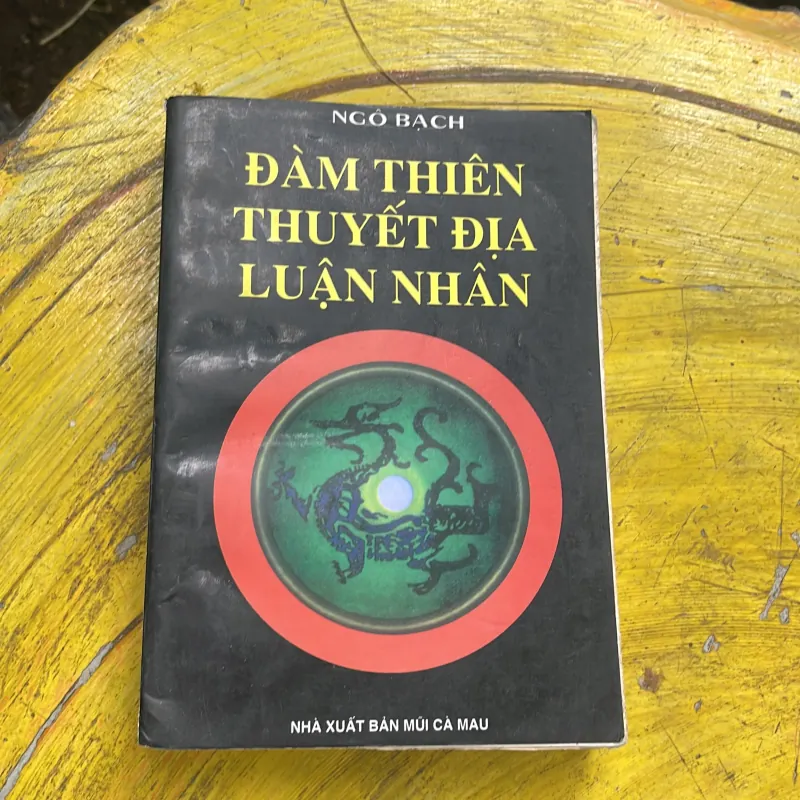 NGÔ BẠCH
ĐÀM THIÊN
THUYẾT ĐỊA
LUẬN NHÂN
NHÀ XUẤT BẢN MŨI CÀ MAU